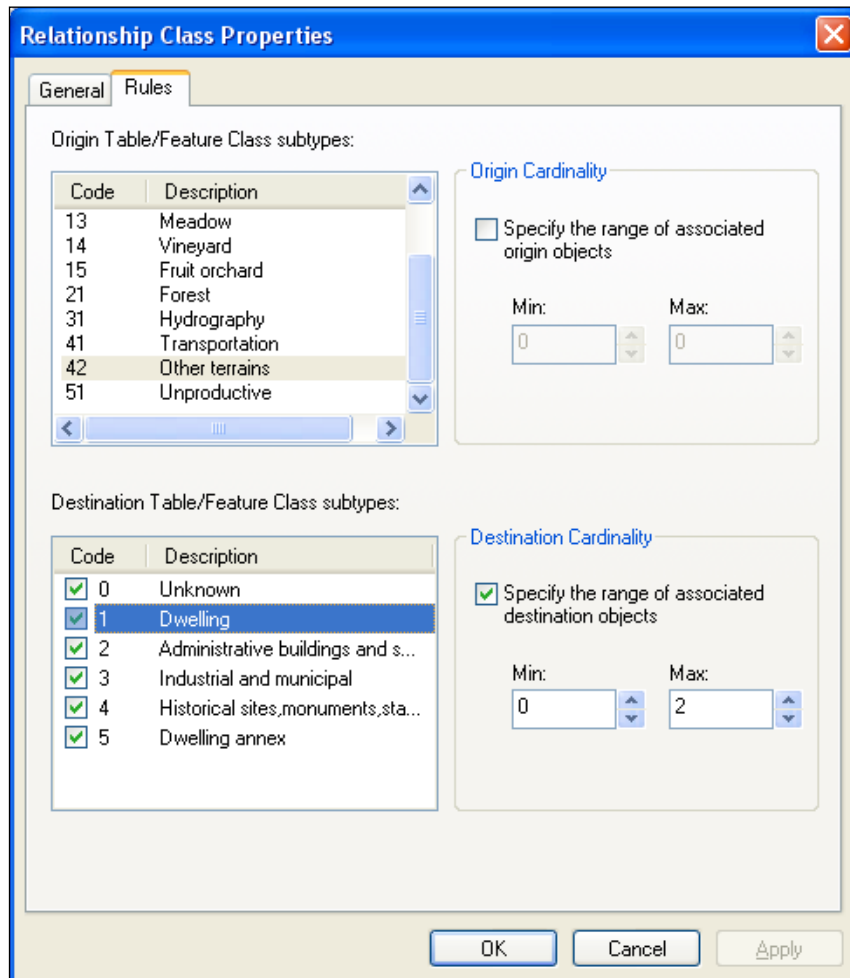 Relationship Class Properties
General Rules
Origin Table/Feature Class subtypes:
Code Description
13 Meadow
14 Vineyard
15 Fruit orchard
21 Forest
31 Hydrography
41 Transportation
42 Other terrains
51 Unproductive
Origin Cardinality
Specify the range of associated
origin objects
Min: Max:
0 0
Destination Table/Feature Class subtypes:
Code Description
0 Unknown
1 Dwelling
2 Administrative buildings and s...
3 Industrial and municipal
4 Historical sites,monuments,sta...
5 Dwelling annex
Destination Cardinality
Specify the range of associated
destination objects
Min: Max:
0 2
OK Cancel Apply